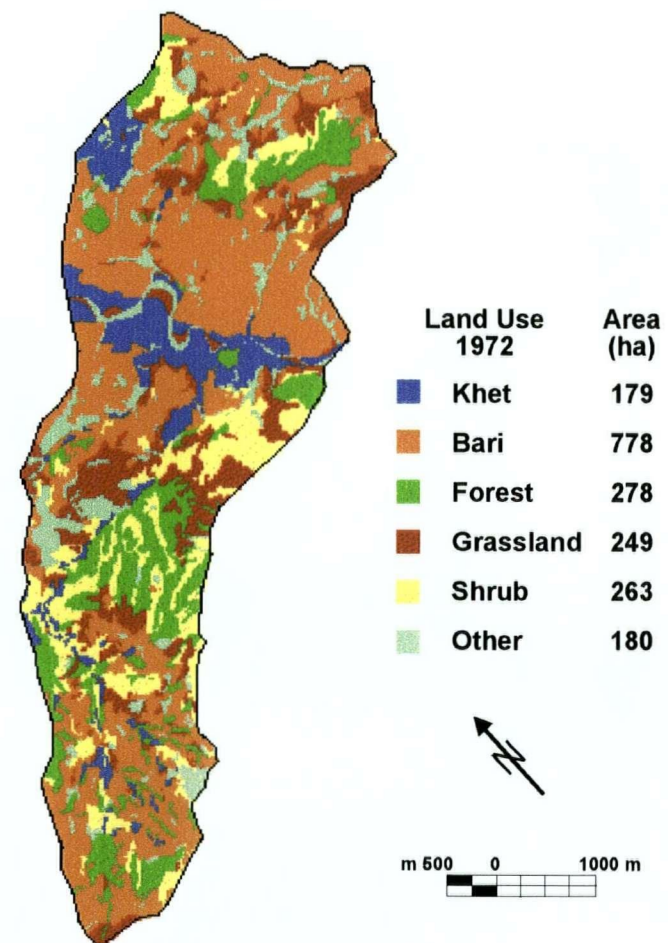 Land Use Area
1972 (ha)
Khet 179
Bari 778
Forest 278
Grassland 249
Shrub 263
Other 180
N
m 500 0 1000 m